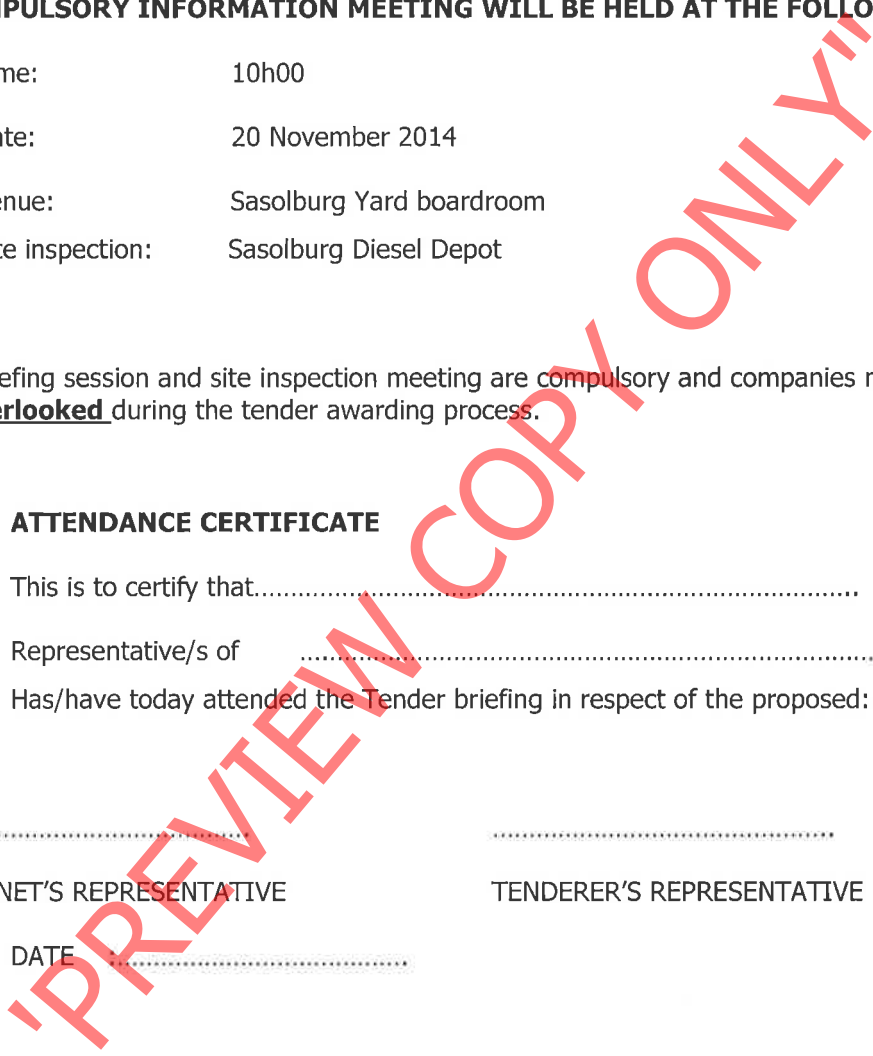 MPULSORY INFORMATION MEETING WILL BE HELD AT THE FOLLO
me: 10h00
ate: 20 November 2014
enue: Sasolburg Yard boardroom
te inspection: Sasolburg Diesel Depot
efing session and site inspection meeting are compulsory and companies
erlooked during the tender awarding process.
ATTENDANCE CERTIFICATE
This is to certify that....................................................................................
Representative/s of ................................................................................
Has/have today attended the Tender briefing in respect of the proposed:
................................... ................................................
NET'S REPRESENTATIVE TENDERER'S REPRESENTATIVE
DATE :.........................................
'PREVIEW COPY ONLY"